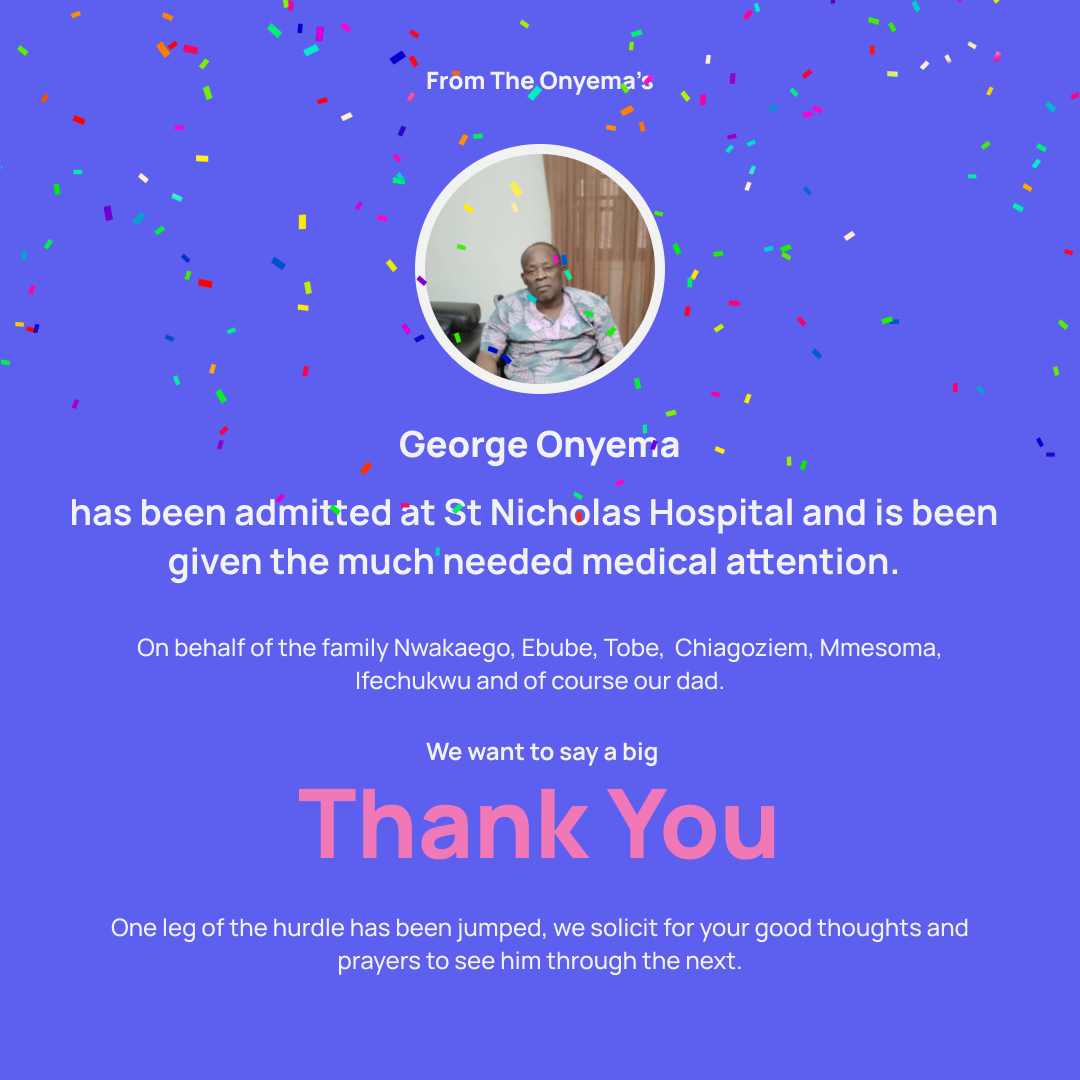 From The Onyema's
George Onyema
has been admitted at St Nicholas Hospital and is been
given the much needed medical attention.
On behalf of the family Nwakaego, Ebube, Tobe,  Chiagoziem, Mmesoma,
Ifechukwu and of course our dad.
We want to say a big
Thank You
One leg of the hurdle has been jumped, we solicit for your good thoughts and
prayers to see him through the next.